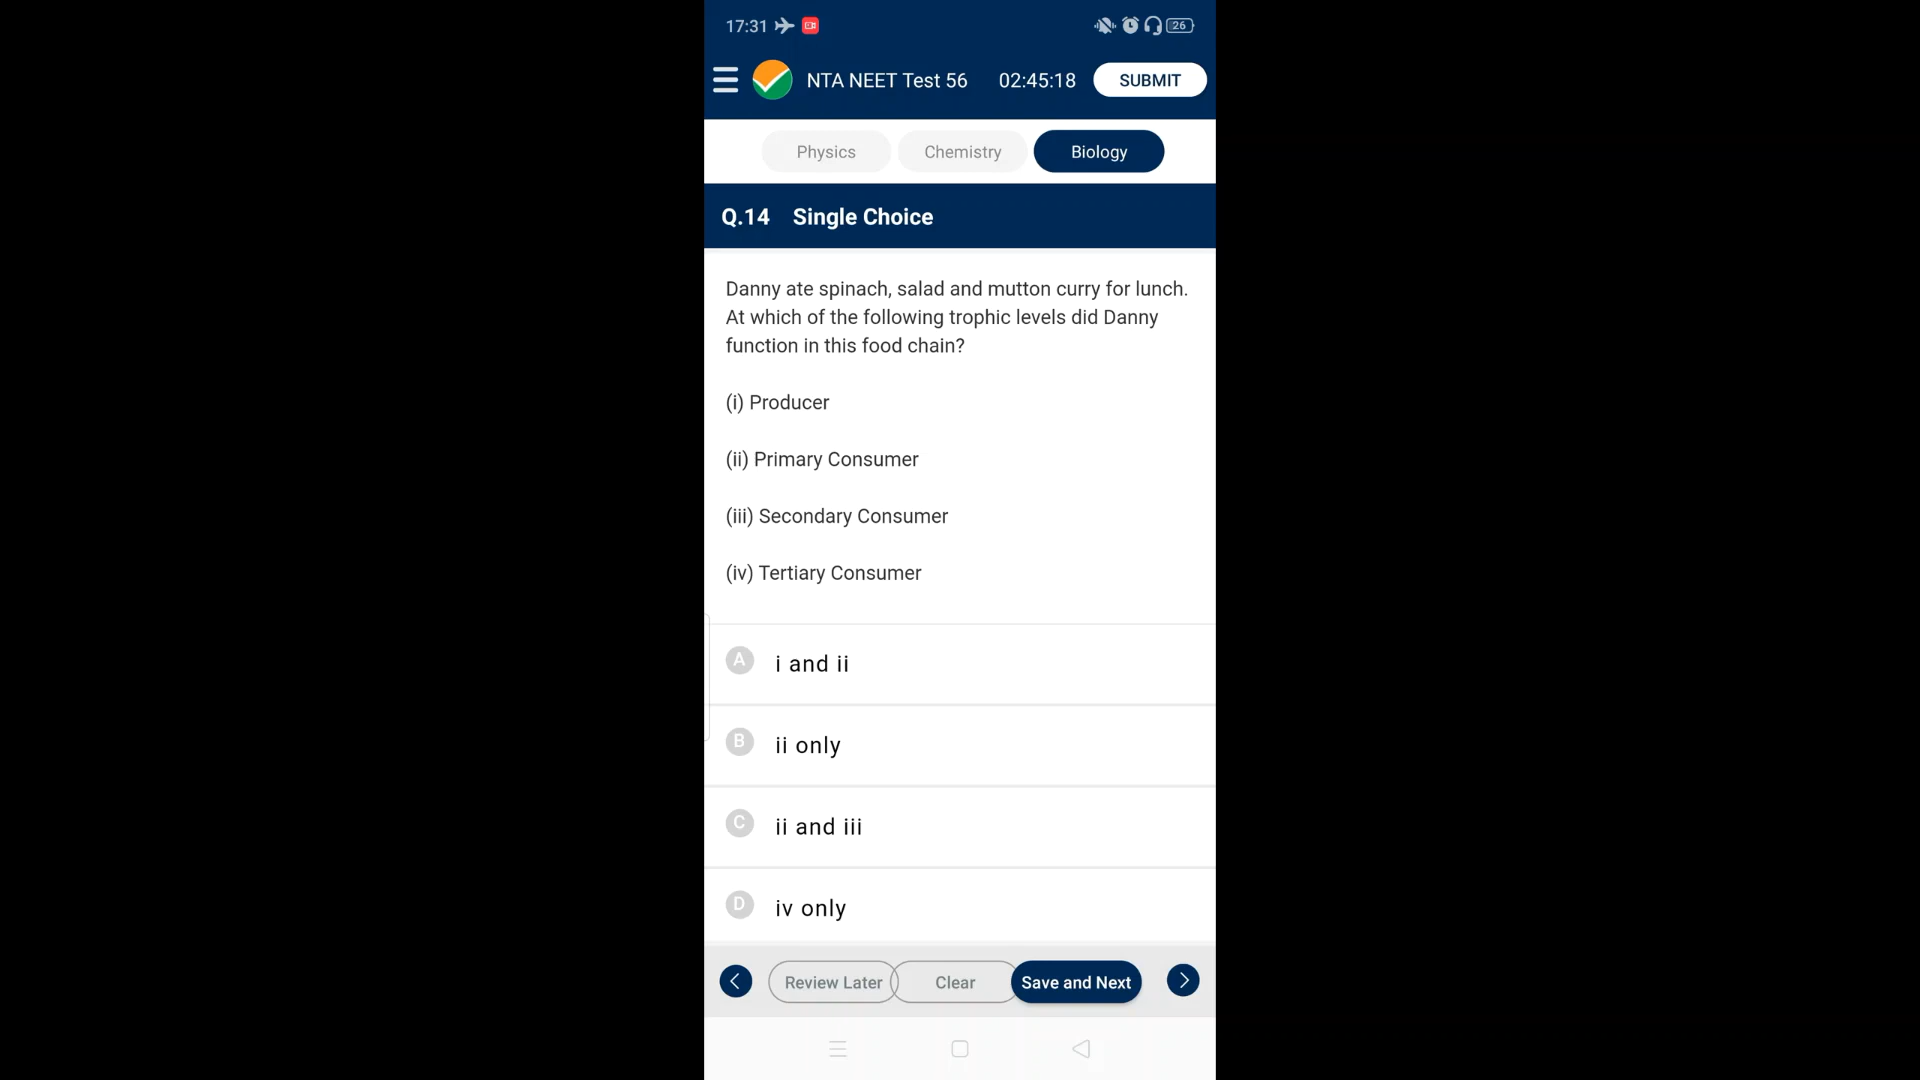 17:31
26
NTA NEET Test 56 02:45:18 SUBMIT
Physics Chemistry Biology
Q.14 Single Choice
Danny ate spinach, salad and mutton curry for lunch.
At which of the following trophic levels did Danny
function in this food chain?
(i) Producer
(ii) Primary Consumer
(iii) Secondary Consumer
(iv) Tertiary Consumer
A i and ii
B ii only
C ii and iii
D iv only
Review Later Clear Save and Next